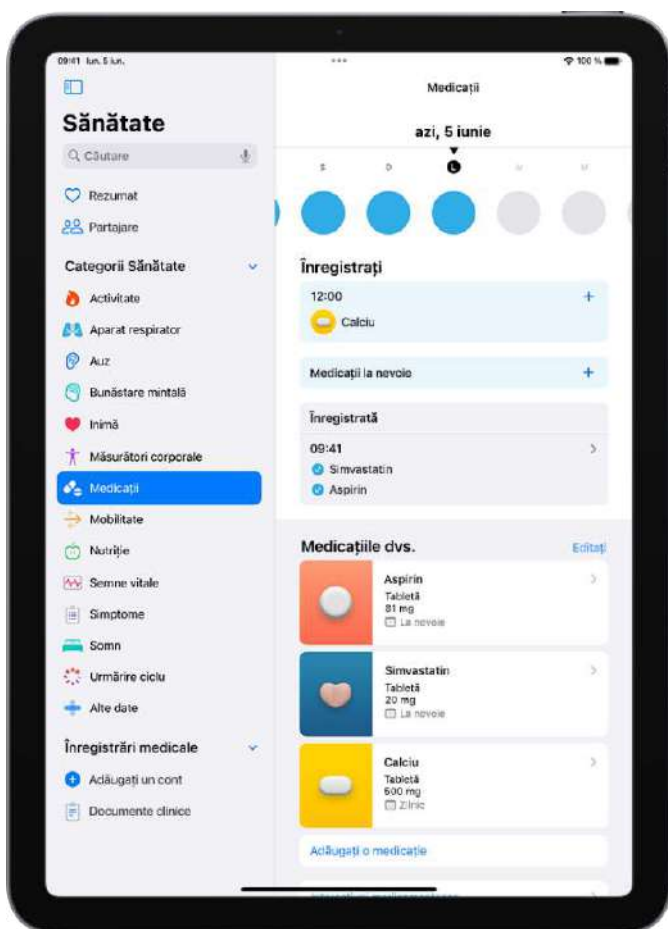 09:41 lun. 5 iun.
100 %
Sănătate
Căutare
Rezumat
Partajare
Categorii Sănătate
Activitate
Aparat respirator
Auz
Bunăstare mintală
Inimă
Măsurători corporale
Medicații
Mobilitate
Nutriție
Semne vitale
Simptome
Somn
Urmărire ciclu
Alte date
Înregistrări medicale
Adăugați un cont
Documente clinice
Medicații
azi, 5 iunie
S D L M M
Înregistrați
12:00
Calciu
Medicații la nevoie
Înregistrată
09:41
Simvastatin
Aspirin
Medicațiile dvs.
Editați
Aspirin
Tabletă
81 mg
La nevoie
Simvastatin
Tabletă
20 mg
La nevoie
Calciu
Tabletă
500 mg
Zilnic
Adăugați o medicație